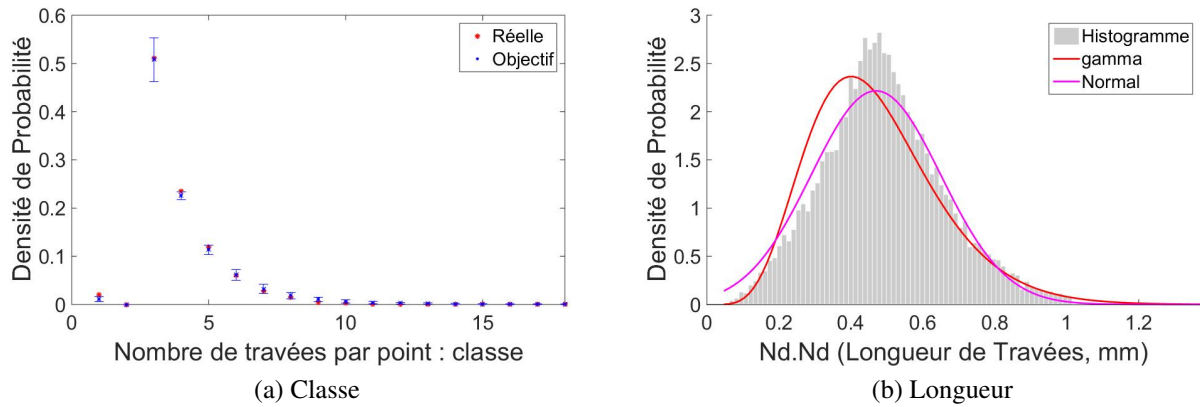 0.6
0.5
0.4
0.3
0.2
0.1
0
0
5
10
15
Densité de Probabilité
Nombre de travées par point : classe
Réelle
Objectif
(a) Classe
3
2.5
2
1.5
1
0.5
0
0
0.2
0.4
0.6
0.8
1
1.2
Densité de Probabilité
Nd.Nd (Longueur de Travées, mm)
Histogramme
gamma
Normal
(b) Longueur